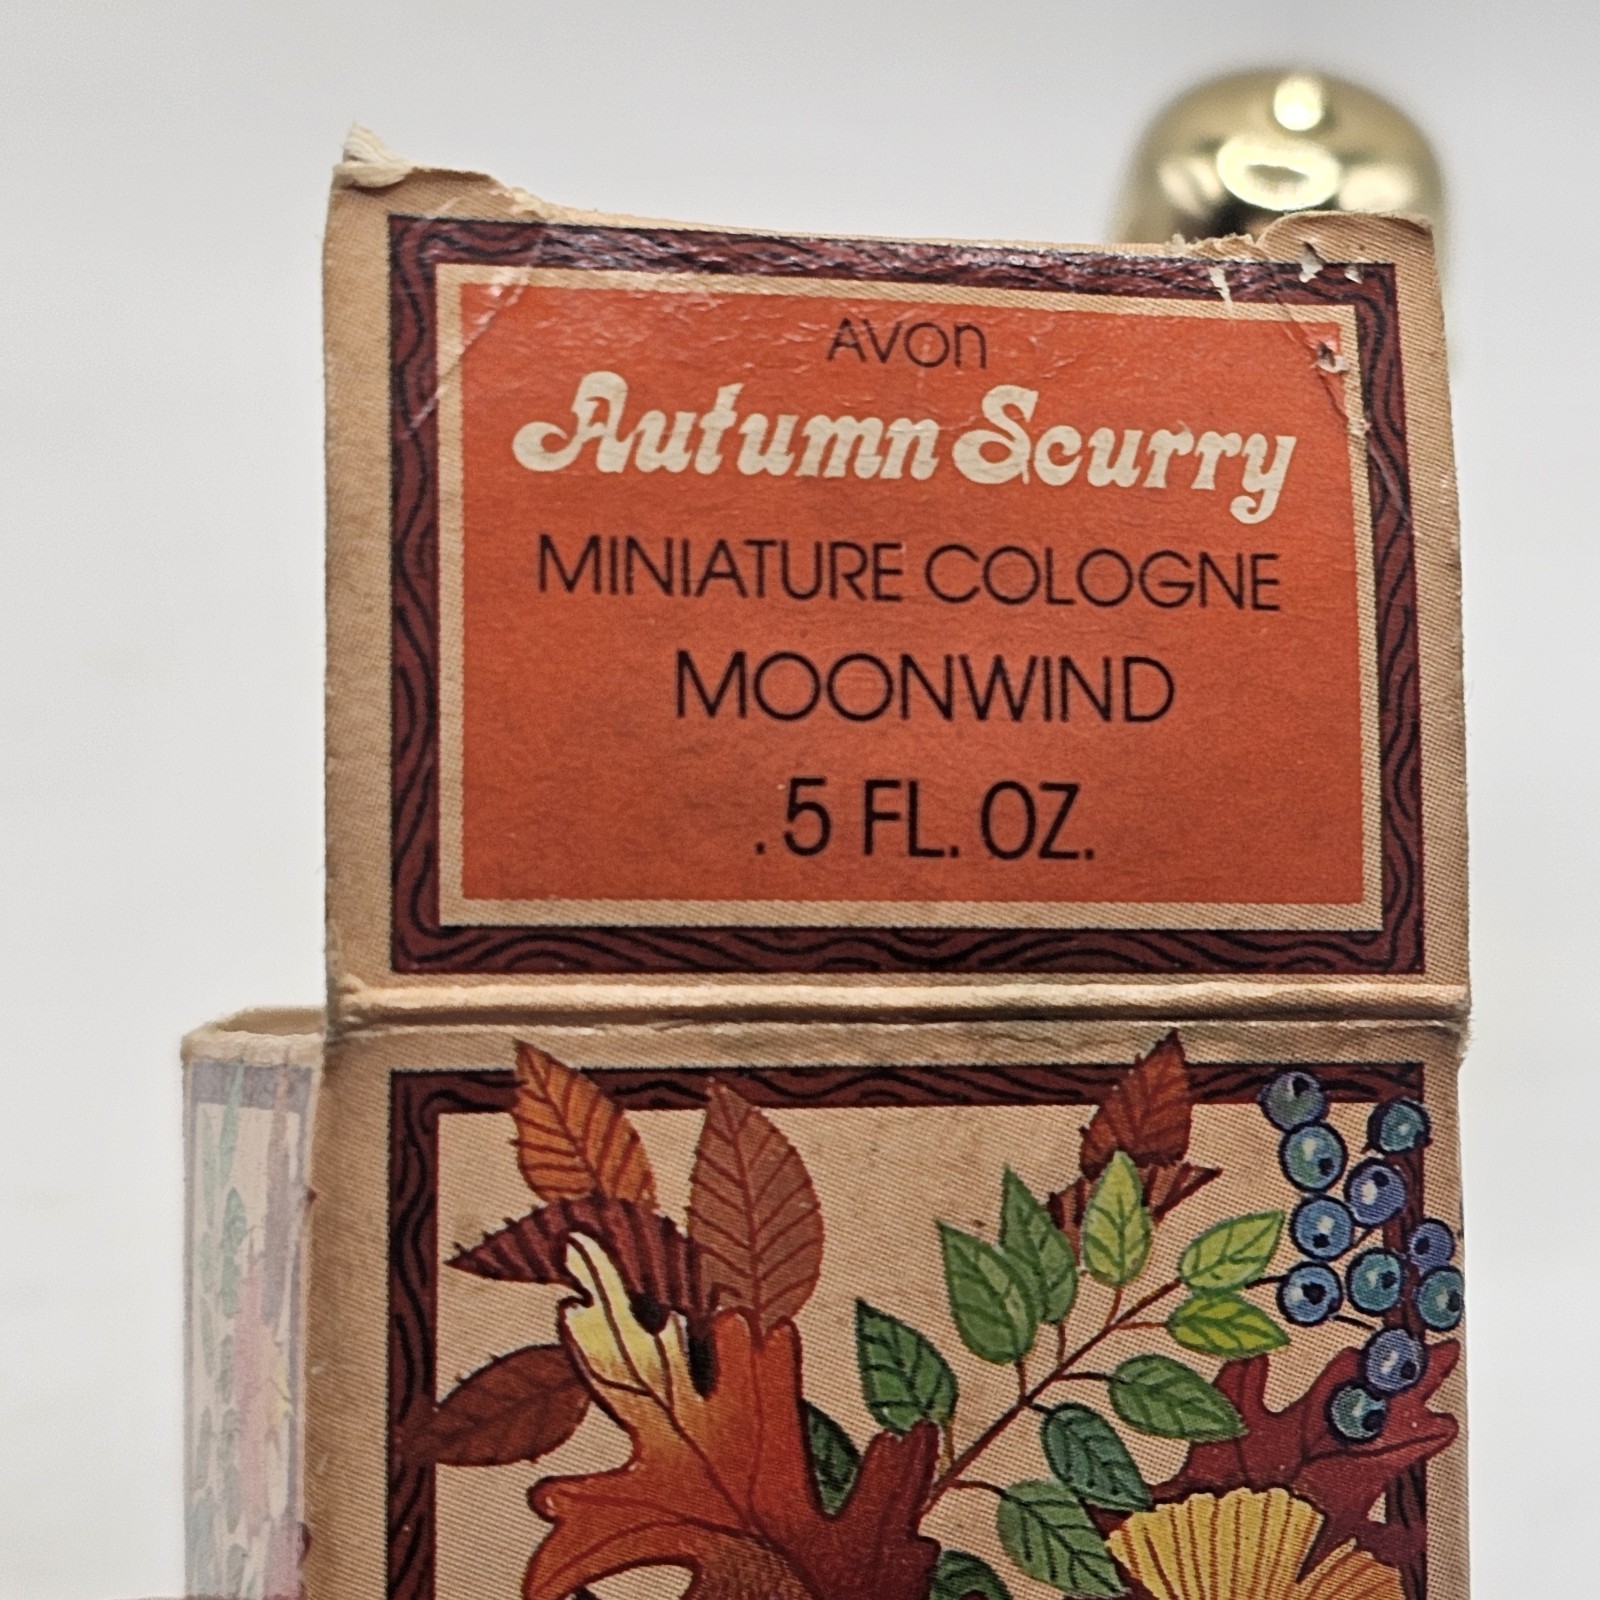 AVON
Autumn Scurry
MINIATURE COLOGNE
MOONWIND
.5 FL. OZ.